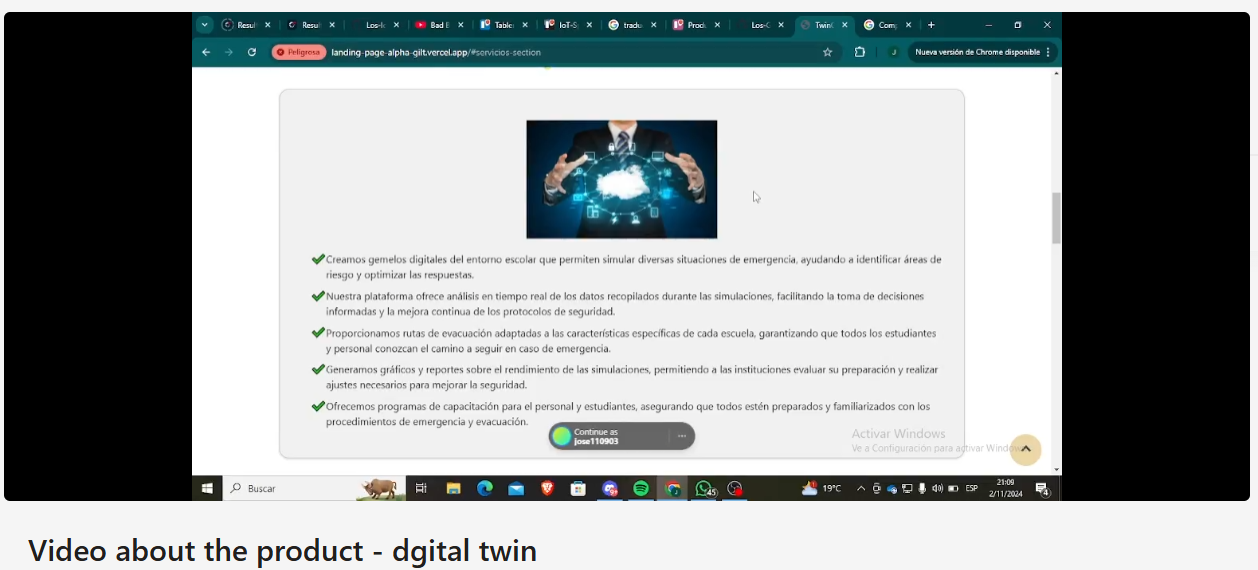 Resul
Resul
Los-Ic
Bad B
Table
IoT-Sp
tradu
Prod
Los-C
Twin
Comp
Peligrosa
landing-page-alpha-gilt.vercel.app/#servicios-section
J
Nueva versión de Chrome disponible
Creamos gemelos digitales del entorno escolar que permiten simular diversas situaciones de emergencia, ayudando a identificar áreas de
riesgo y optimizar las respuestas.
Nuestra plataforma ofrece análisis en tiempo real de los datos recopilados durante las simulaciones, facilitando la toma de decisiones
informadas y la mejora continua de los protocolos de seguridad.
Proporcionamos rutas de evacuación adaptadas a las características específicas de cada escuela, garantizando que todos los estudiantes
y personal conozcan el camino a seguir en caso de emergencia.
Generamos gráficos y reportes sobre el rendimiento de las simulaciones, permitiendo a las instituciones evaluar su preparación y realizar
ajustes necesarios para mejorar la seguridad.
Ofrecemos programas de capacitación para el personal y estudiantes, asegurando que todos estén preparados y familiarizados con los
procedimientos de emergencia y evacuación.
Continue as
jose110903
Activar Windows
Ve a Configuración para activar Windows
Buscar
45
19°C
ESP
21:09
2/11/2024
4
Video about the product - dgital twin